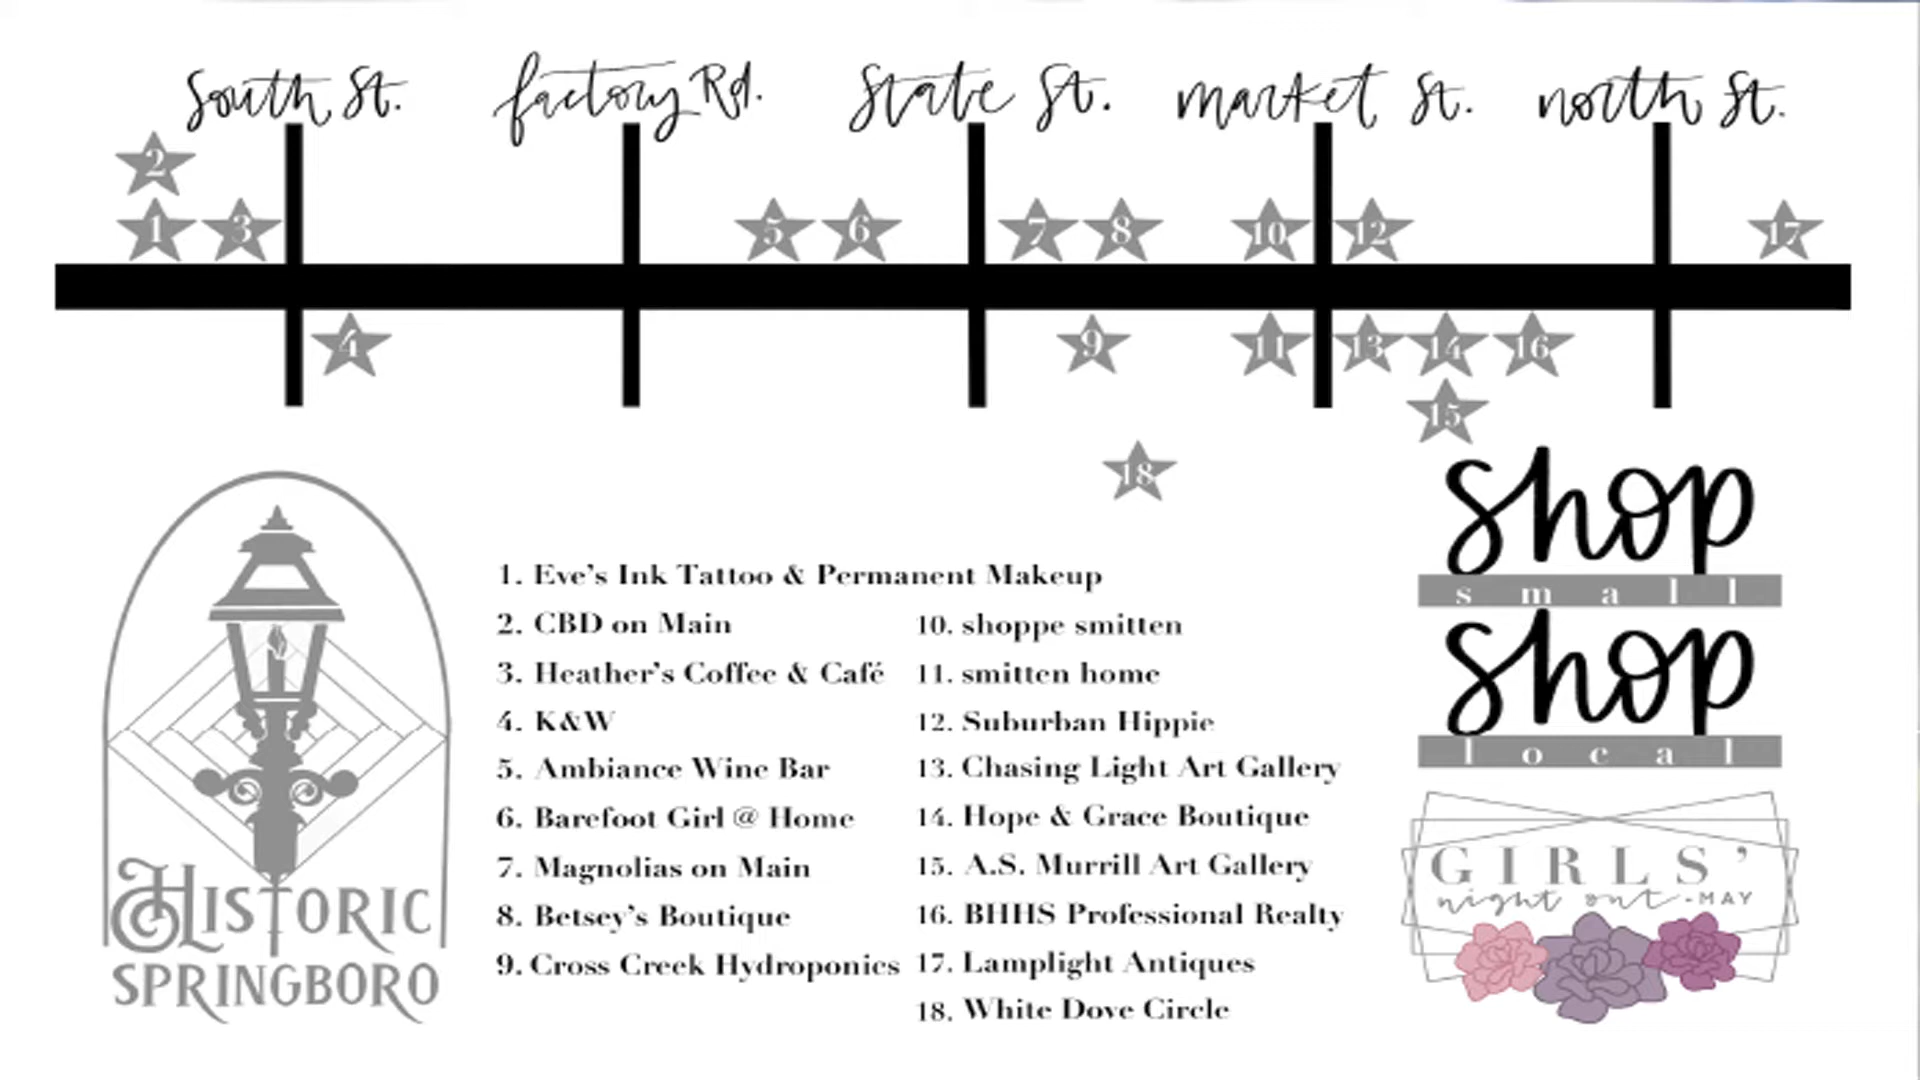 South St. factory Rd. State St. market St. north St.
2
1 3 5 6 7 8 10 12 17
4 9 11 13 14 16
15
18
1. Eve's Ink Tattoo & Permanent Makeup
2. CBD on Main
3. Heather's Coffee & Café
4. K&W
5. Ambiance Wine Bar
6. Barefoot Girl @ Home
7. Magnolias on Main
8. Betsey's Boutique
9. Cross Creek Hydroponics
10. shoppe smitten
11. smitten home
12. Suburban Hippie
13. Chasing Light Art Gallery
14. Hope & Grace Boutique
15. A.S. Murrill Art Gallery
16. BHHS Professional Realty
17. Lamplight Antiques
18. White Dove Circle
shop
small
shop
local
GIRLS'
night out - MAY
HISTORIC
SPRINGBORO